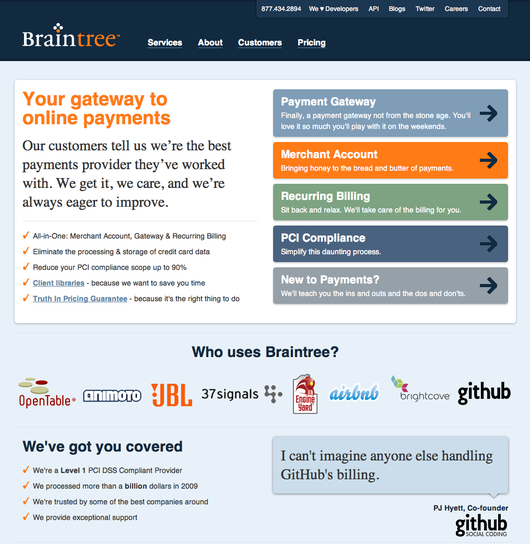 877.434.2894 We ♥ Developers API Blogs Twitter Careers Contact
Braintree™
Services About Customers Pricing
Your gateway to
online payments
Our customers tell us we're the best
payments provider they've worked
with. We get it, we care, and we're
always eager to improve.
✓ All-in-One: Merchant Account, Gateway & Recurring Billing
✓ Eliminate the processing & storage of credit card data
✓ Reduce your PCI compliance scope up to 90%
✓ Client libraries - because we want to save you time
✓ Truth In Pricing Guarantee - because it's the right thing to do
Payment Gateway
Finally, a payment gateway not from the stone age. You'll
love it so much you'll play with it on the weekends.
Merchant Account
Bringing honey to the bread and butter of payments.
Recurring Billing
Sit back and relax. We'll take care of the billing for you.
PCI Compliance
Simplify this daunting process.
New to Payments?
We'll teach you the ins and outs and the dos and don'ts.
Who uses Braintree?
OpenTable® ANIMOTO JBL 37signals ENGINE YARD airbnb brightcove github
We've got you covered
✓ We're a Level 1 PCI DSS Compliant Provider
✓ We processed more than a billion dollars in 2009
✓ We're trusted by some of the best companies around
✓ We provide exceptional support
I can't imagine anyone else handling
GitHub's billing.
PJ Hyett, Co-founder
github
SOCIAL CODING